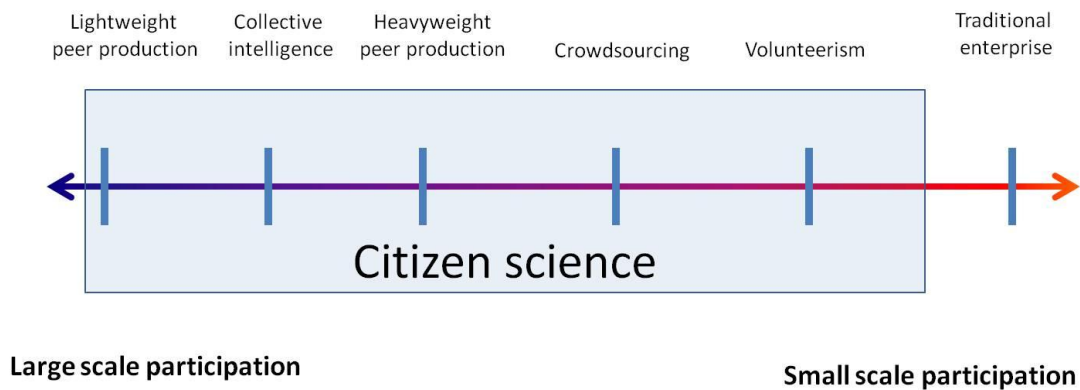 Lightweight
peer production
Collective
intelligence
Heavyweight
peer production
Crowdsourcing
Volunteerism
Traditional
enterprise
Citizen science
Large scale participation
Small scale participation